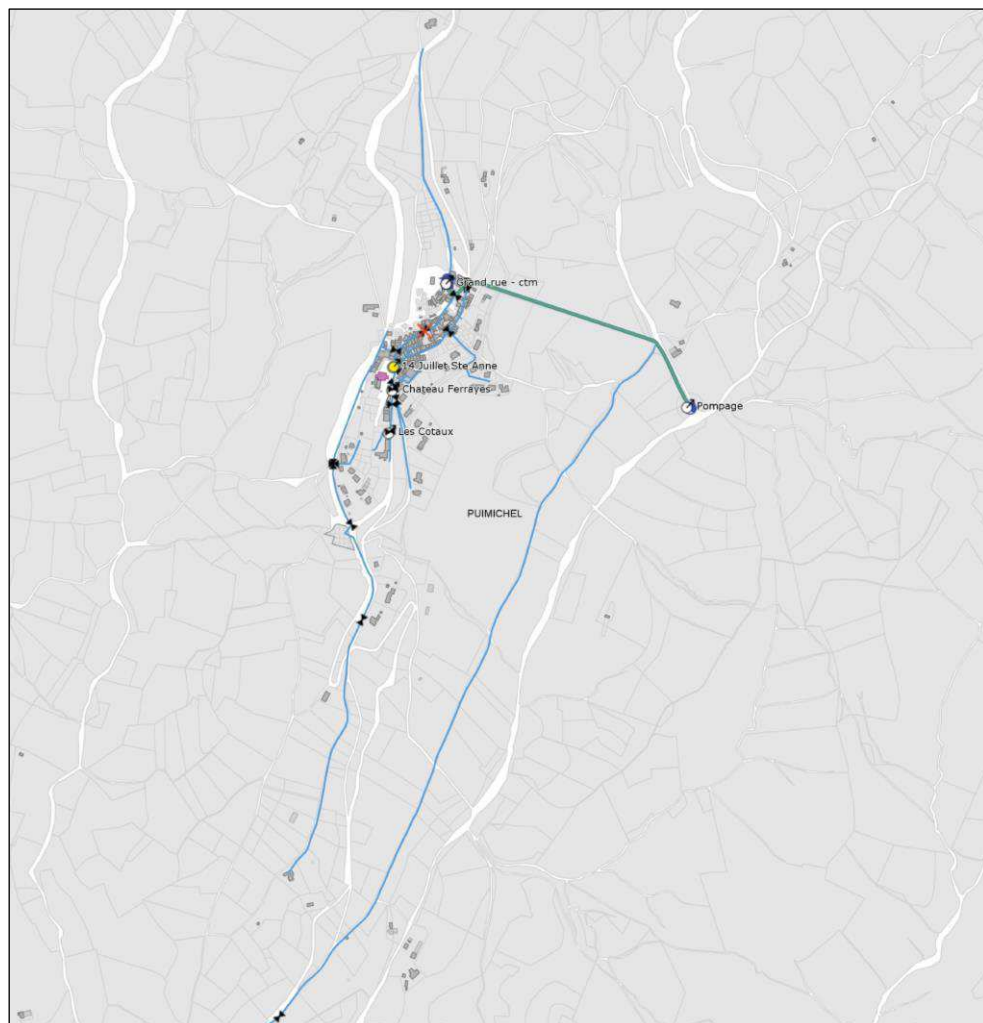 Grand rue - ctm
14 Juillet Ste Anne
Chateau Ferrayes
Pompage
Les Cotaux
PUIMICHEL